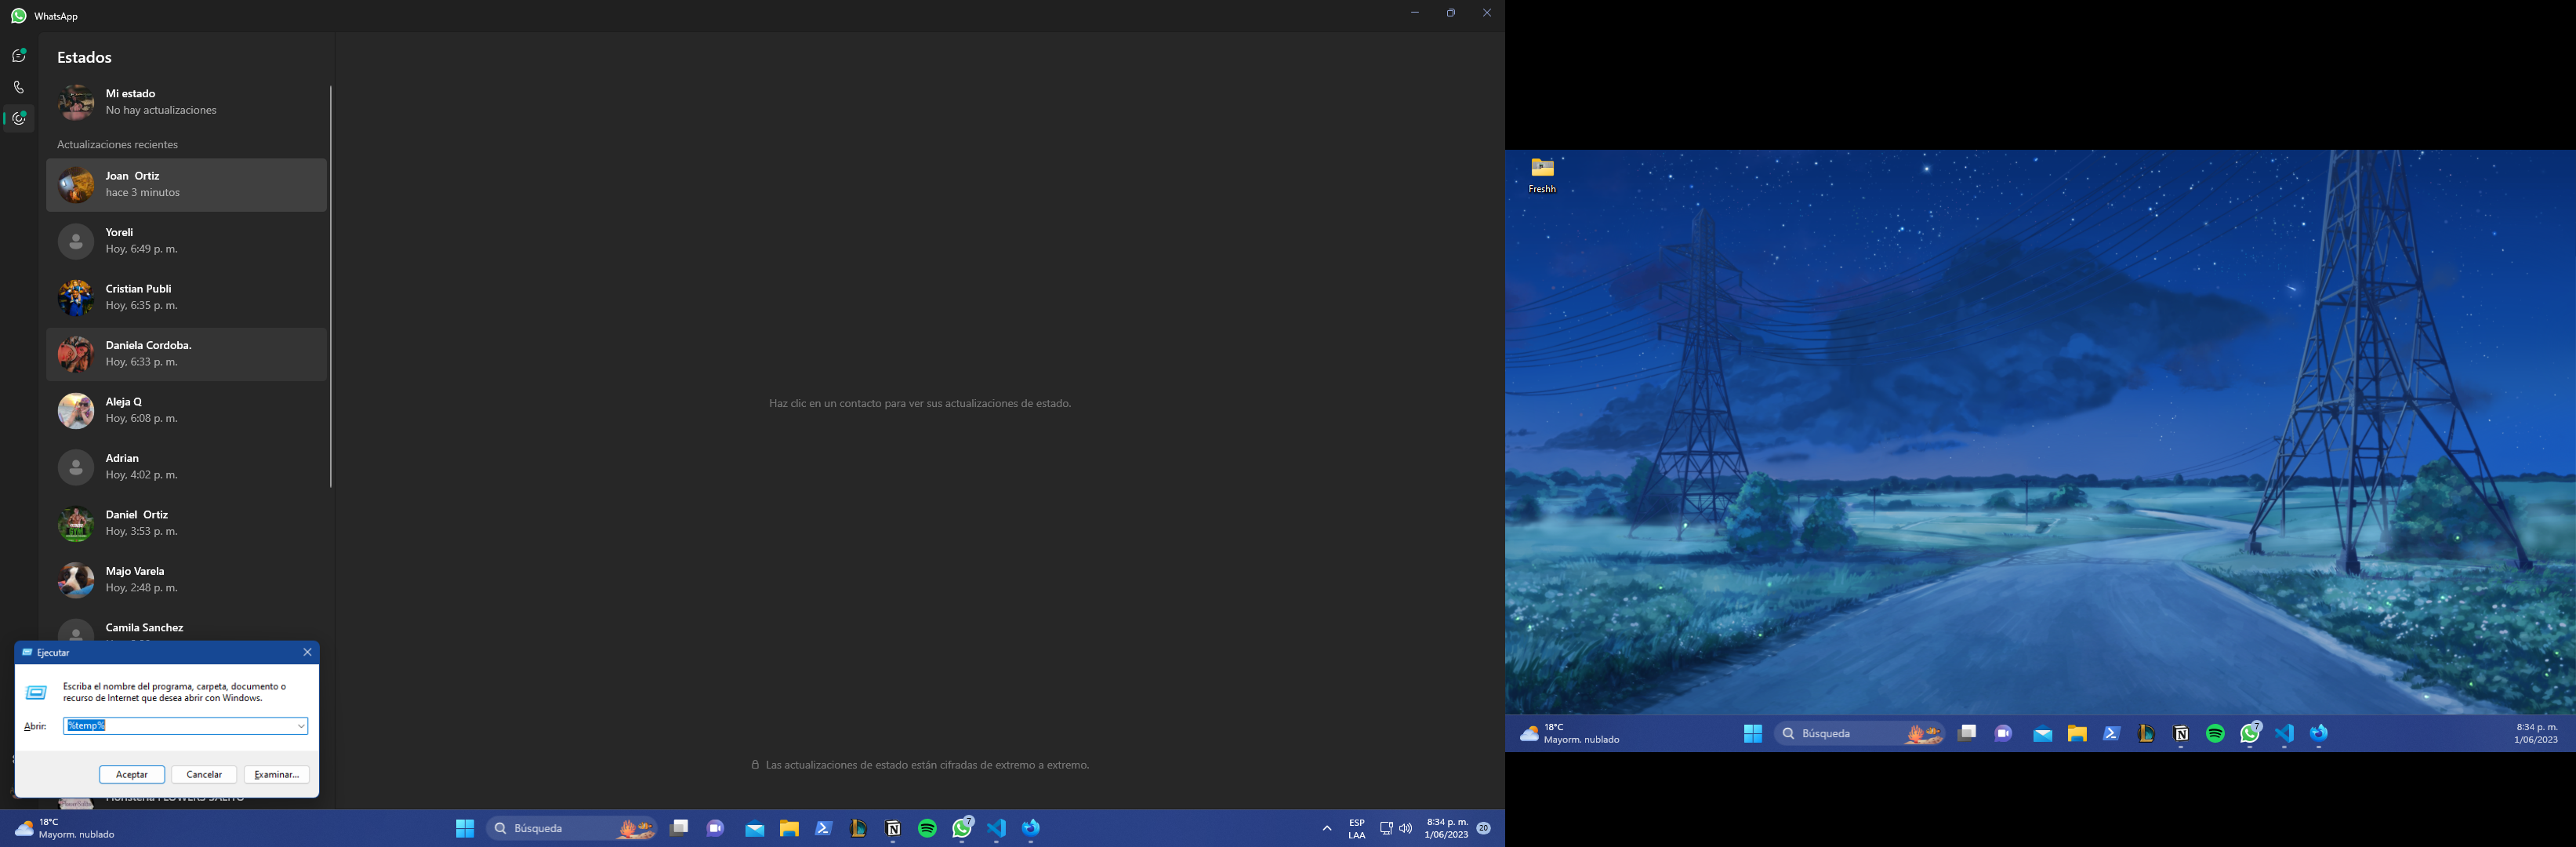 WhatsApp
Estados
Mi estado
No hay actualizaciones
Actualizaciones recientes
Joan Ortiz
hace 3 minutos
Yoreli
Hoy, 6:49 p. m.
Cristian Publi
Hoy, 6:35 p. m.
Daniela Cordoba.
Hoy, 6:33 p. m.
Aleja Q
Hoy, 6:08 p. m.
Adrian
Hoy, 4:02 p. m.
Daniel Ortiz
Hoy, 3:53 p. m.
Majo Varela
Hoy, 2:48 p. m.
Camila Sanchez
Ejecutar
Escriba el nombre del programa, carpeta, documento o
recurso de Internet que desea abrir con Windows.
Abrir:
%temp%
Aceptar
Cancelar
Examinar...
Haz clic en un contacto para ver sus actualizaciones de estado.
Las actualizaciones de estado están cifradas de extremo a extremo.
18°C
Mayorm. nublado
Búsqueda
7
ESP
LAA
8:34 p. m.
1/06/2023
20
Freshh
18°C
Mayorm. nublado
Búsqueda
7
8:34 p. m.
1/06/2023